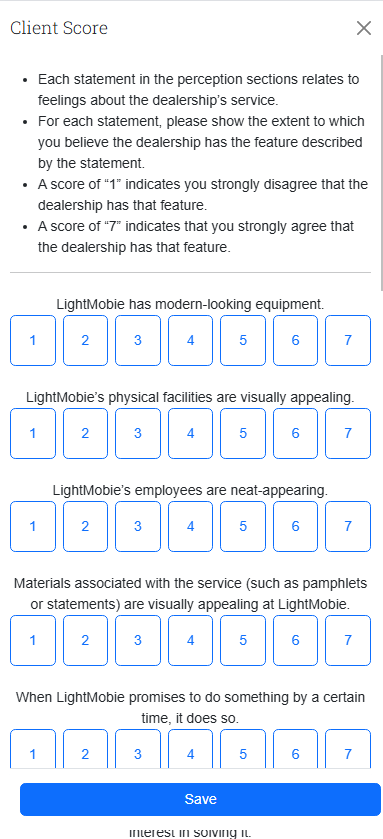 Client Score
Each statement in the perception sections relates to
feelings about the dealership's service.
For each statement, please show the extent to which
you believe the dealership has the feature described
by the statement.
A score of “1” indicates you strongly disagree that the
dealership has that feature.
A score of “7” indicates that you strongly agree that
the dealership has that feature.
LightMobie has modern-looking equipment.
1 2 3 4 5 6 7
LightMobie's physical facilities are visually appealing.
1 2 3 4 5 6 7
LightMobie's employees are neat-appearing.
1 2 3 4 5 6 7
Materials associated with the service (such as pamphlets
or statements) are visually appealing at LightMobie.
1 2 3 4 5 6 7
When LightMobie promises to do something by a certain
time, it does so.
1 2 3 4 5 6 7
Save
interest in solving it.